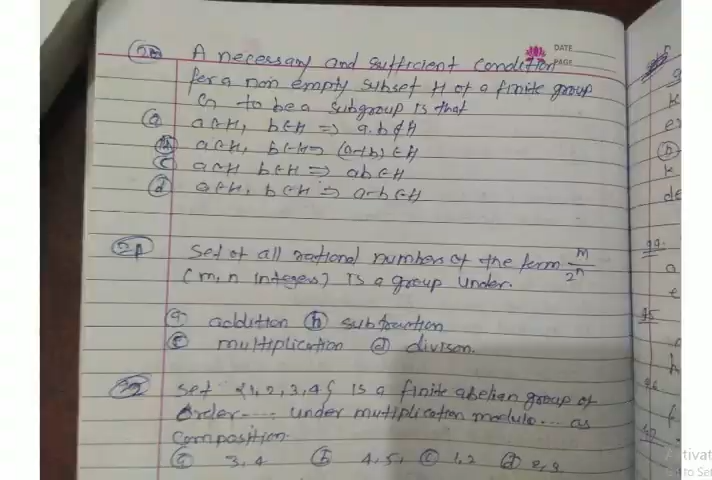 DATE
PAGE
20 A necessary and sufficient condition
for a non empty subset H of a finite group
G to be a subgroup is that
(a) a∈H, b∈H => a.b∉H
(b) a∈H, b∈H => (a+b)∈H
(c) a∈H b∈H => ab∈H
(d) a∈H, b∈H => a-b∈H
21 Set of all rational numbers of the form m/2^n
(m, n integers) is a group under.
(a) addition (b) subtraction
(c) multiplication (d) divison.
22 Set {1, 2, 3, 4} is a finite abelian group of
Order---- under multiplication modulo... as
Composition.
(a) 3, 4 (b) 4, 5, (c) 1,2 (d)
Activat
to Set